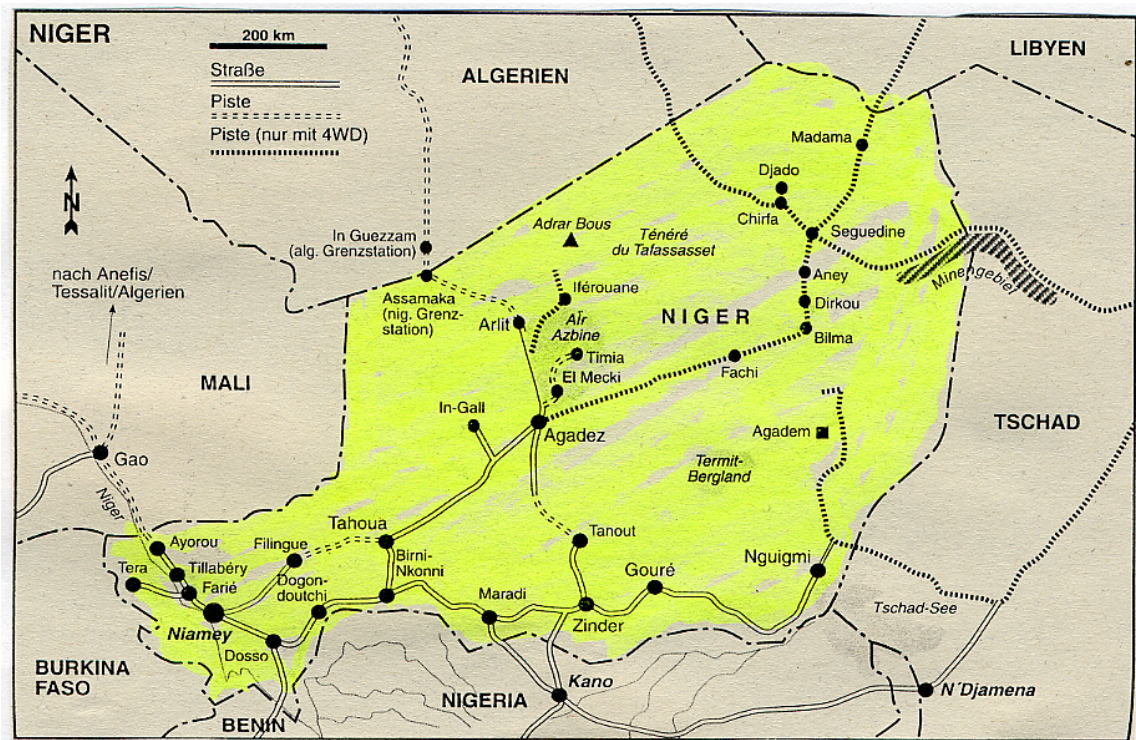 NIGER
200 km
Straße
Piste
Piste (nur mit 4WD)
N
ALGERIEN
LIBYEN
Madama
Djado
Chirfa
Seguedine
Adrar Bous
Ténéré
du Tafassasset
In Guezzam
(alg. Grenzstation)
nach Anefis/
Tessalit/Algerien
Aney
Minengebiet
Assamaka
(nig. Grenz-
station)
Iférouane
Dirkou
Arlit
Aïr
Azbine
NIGER
Bilma
Timia
Fachi
MALI
El Mecki
In-Gall
Agadez
Agadem
TSCHAD
Gao
Termit-
Bergland
Niger
Tahoua
Tanout
Ayorou
Filingue
Birni-
Nkonni
Nguigmi
Tera
Tillabéry
Farié
Dogon-
doutchi
Gouré
Maradi
Zinder
Tschad-See
Niamey
Dosso
BURKINA
FASO
NIGERIA
Kano
N'Djamena
BENIN